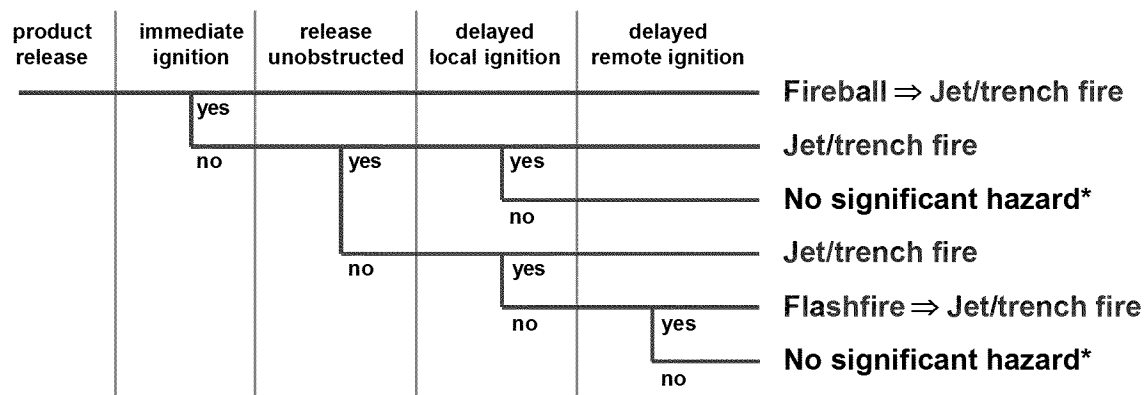 product release
immediate ignition
release unobstructed
delayed local ignition
delayed remote ignition
yes
Fireball ⇒ Jet/trench fire
no
yes
yes
Jet/trench fire
no
No significant hazard*
no
yes
Jet/trench fire
no
yes
Flashfire ⇒ Jet/trench fire
no
No significant hazard*